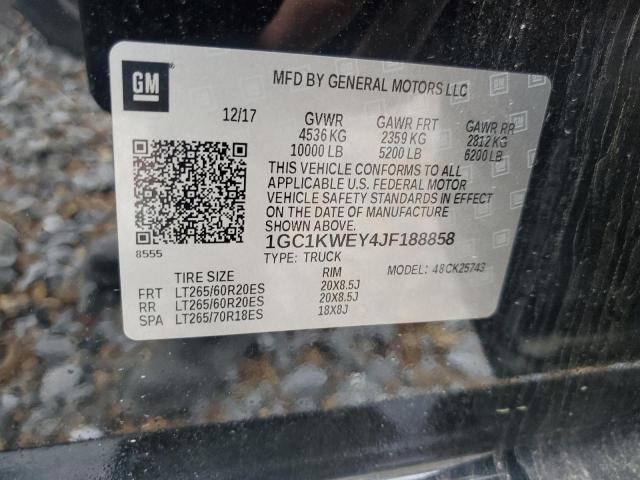 GM
MFD BY GENERAL MOTORS LLC
12/17 GVWR GAWR FRT GAWR RR
4536 KG 2359 KG 2812 KG
10000 LB 5200 LB 6200 LB
THIS VEHICLE CONFORMS TO ALL
APPLICABLE U.S. FEDERAL MOTOR
VEHICLE SAFETY STANDARDS IN EFFECT
ON THE DATE OF MANUFACTURE
SHOWN ABOVE.
8555
1GC1KWEY4JF188858
TYPE: TRUCK MODEL: 48CK25743
TIRE SIZE RIM
FRT LT265/60R20ES 20X8.5J
RR LT265/60R20ES 20X8.5J
SPA LT265/70R18ES 18X8J